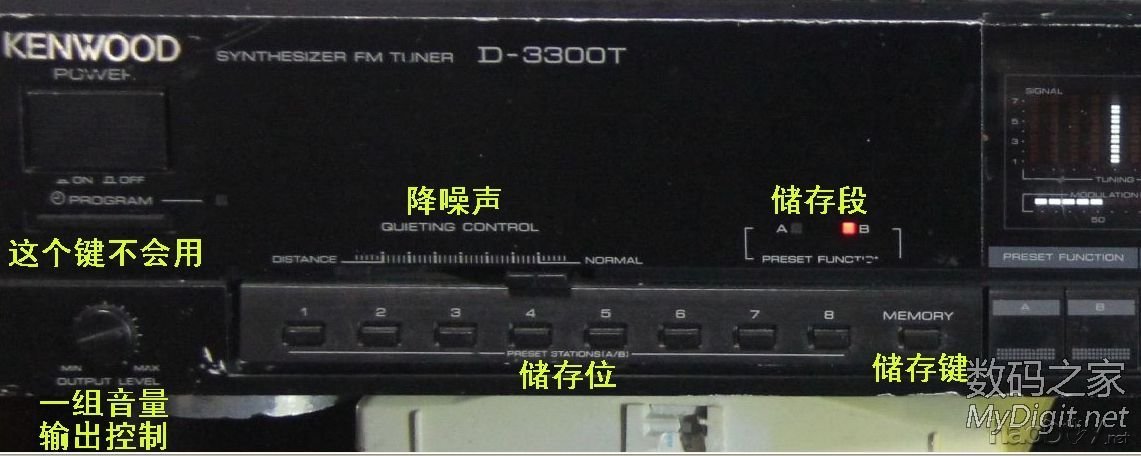 KENWOOD
SYNTHESIZER FM TUNER D-3300T
POWER
SIGNAL
7
5
3
1
ON OFF
TUNING
PROGRAM
降噪声
储存段
MODULATION
50
QUIETING CONTROL
A B
这个键不会用
DISTANCE NORMAL
PRESET FUNCTION
PRESET FUNCTION
1 2 3 4 5 6 7 8 MEMORY
A B
PRESET STATIONS(A/B)
MIN MAX
OUTPUT LEVEL
储存位
储存键
一组音量
输出控制
数码之家
MyDigit.net